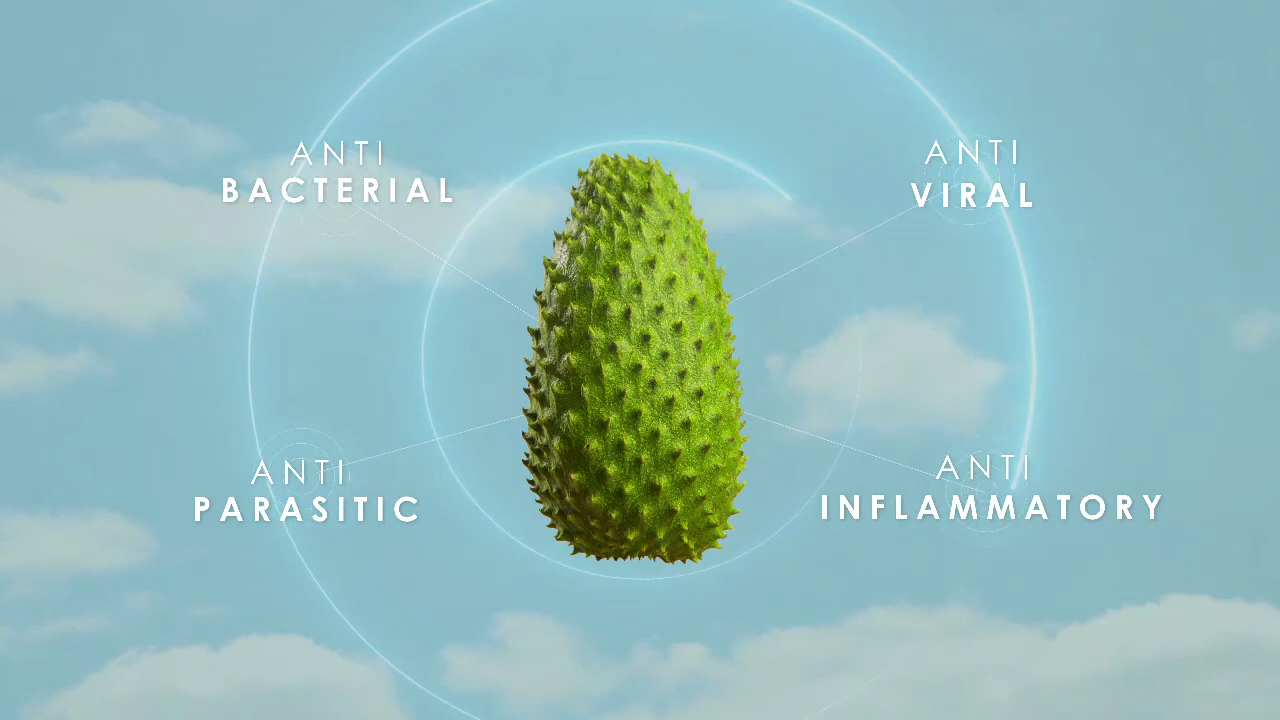 ANTI
BACTERIAL
ANTI
VIRAL
ANTI
PARASITIC
ANTI
INFLAMMATORY